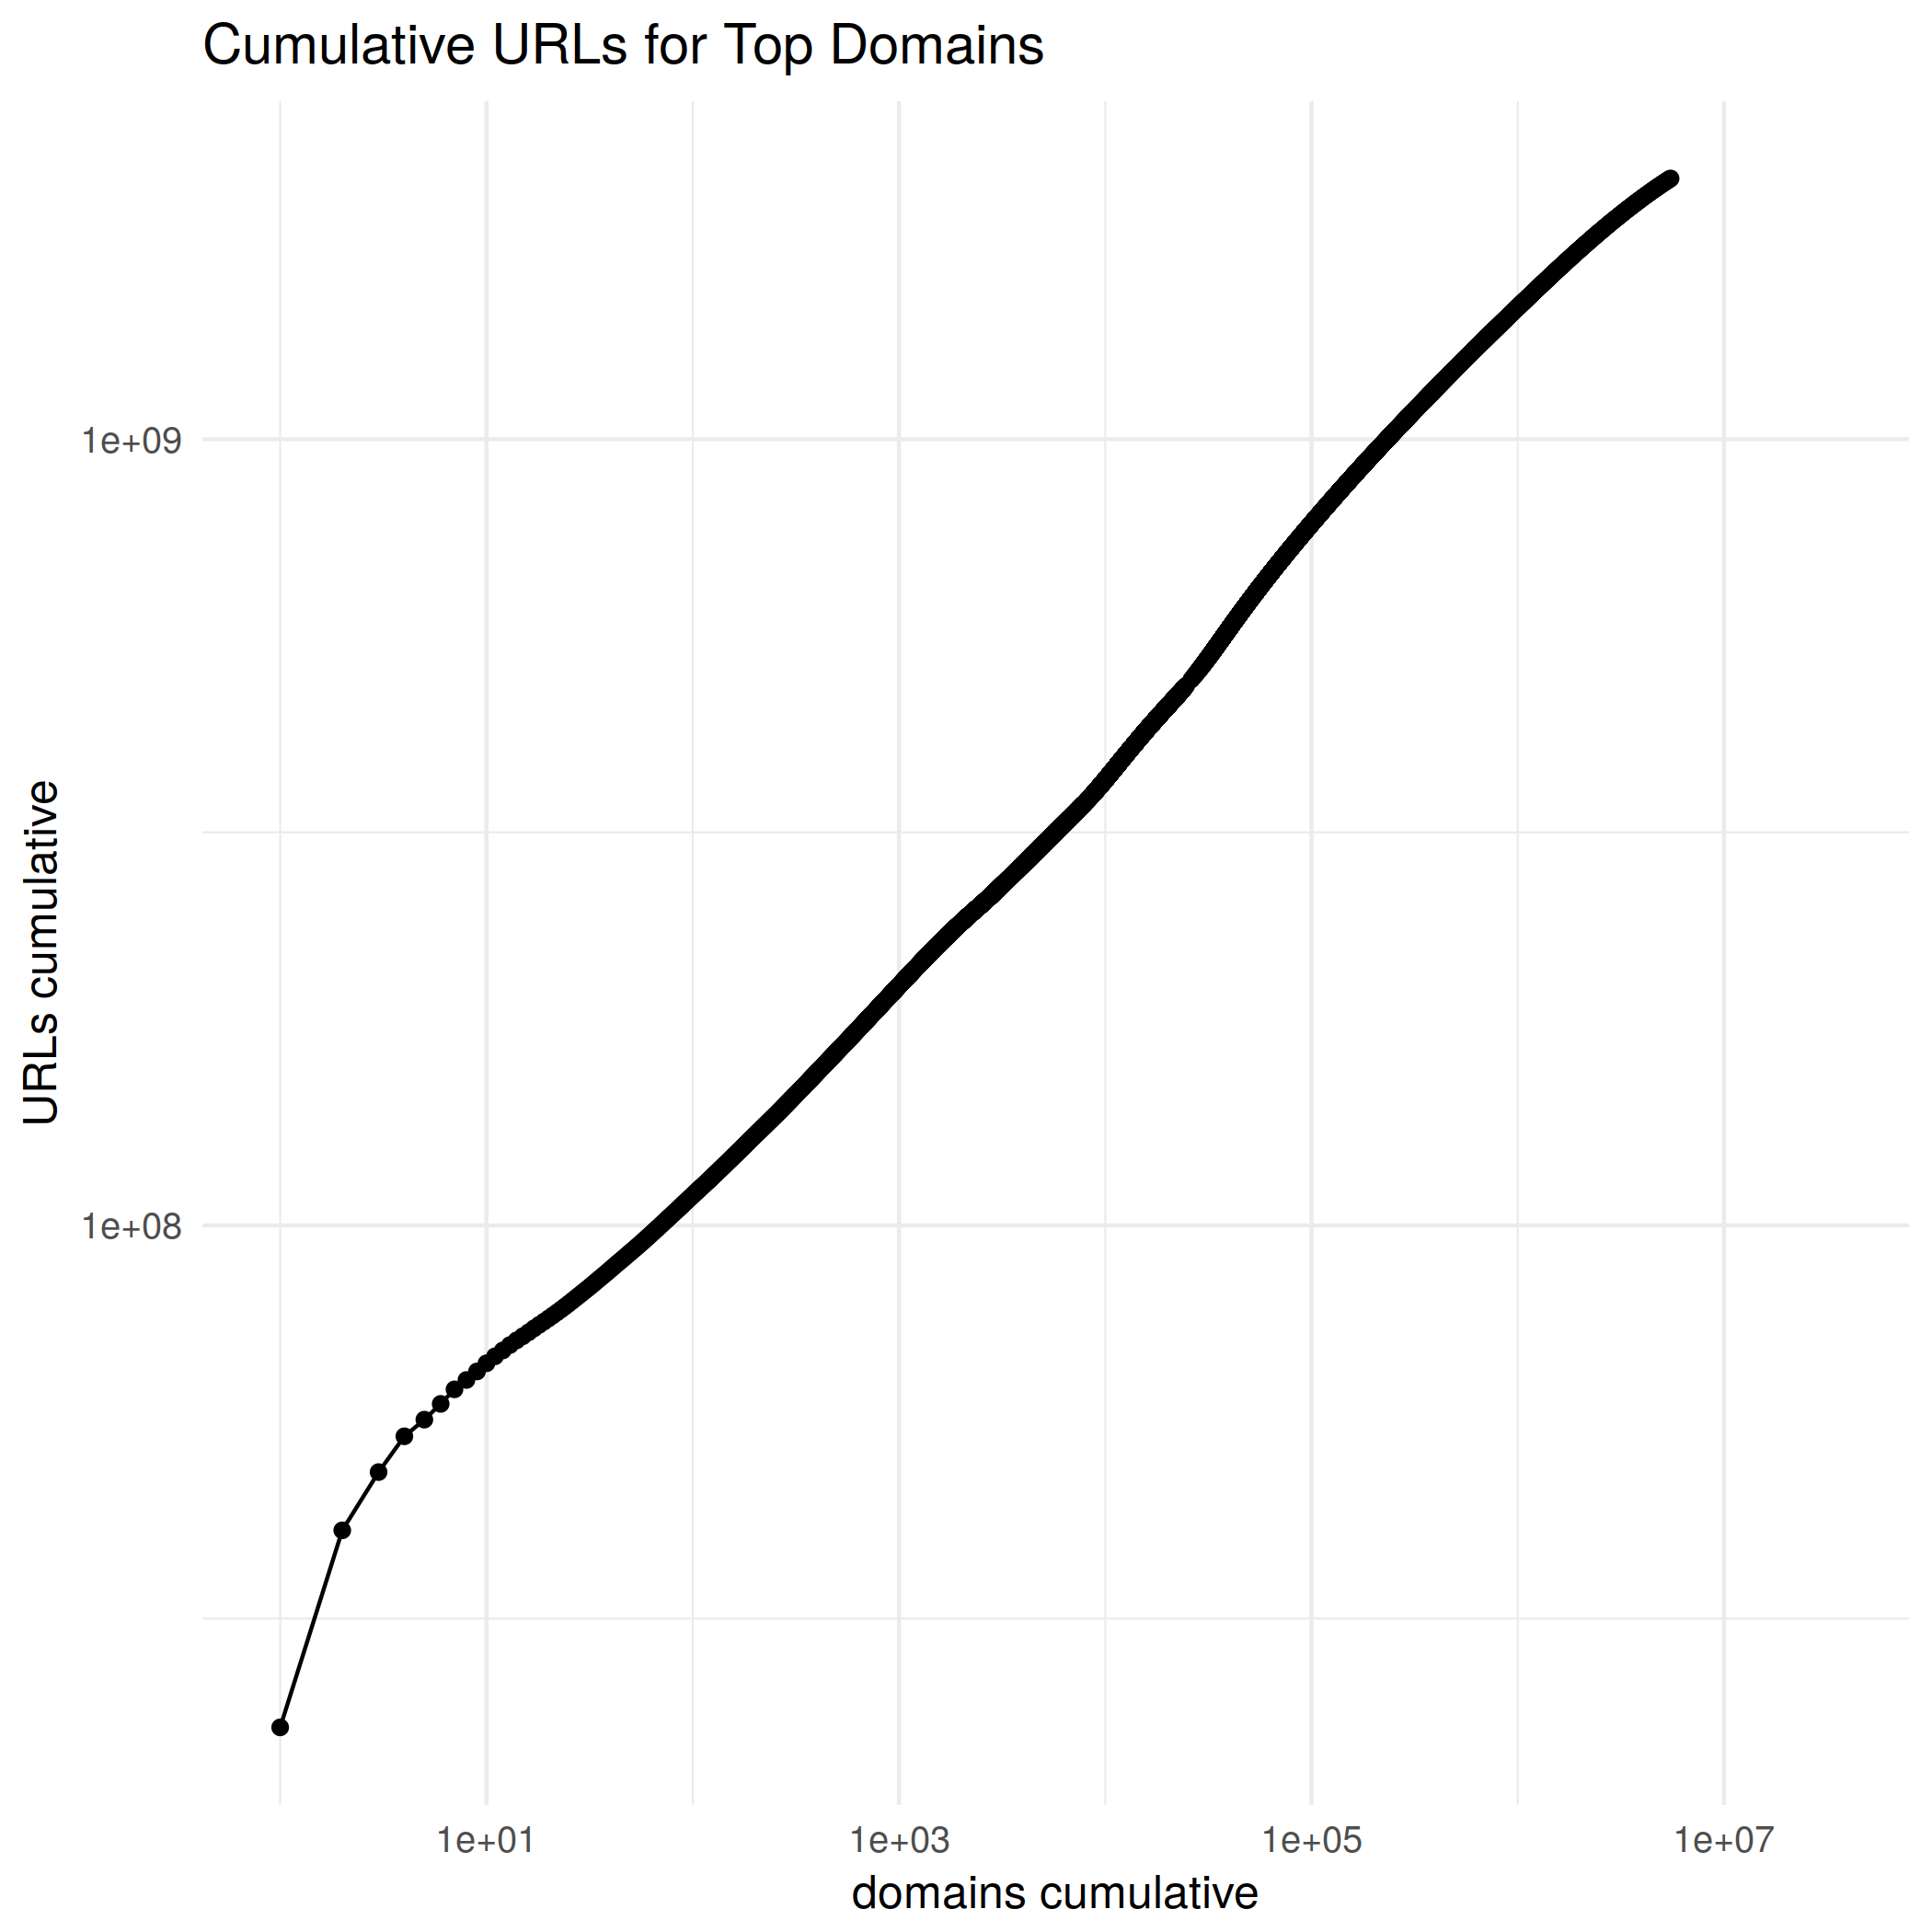 Cumulative URLs for Top Domains
URLs cumulative
1e+09
1e+08
1e+01
1e+03
1e+05
1e+07
domains cumulative